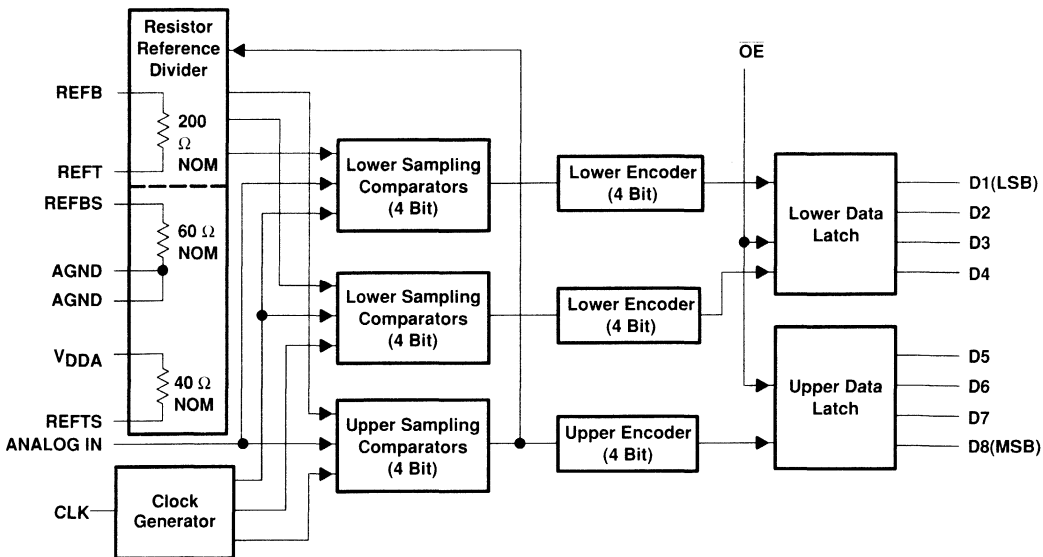 Resistor
Reference
Divider
OE
REFB
200
Ω
NOM
REFT
REFBS
60 Ω
NOM
AGND
AGND
VDDA
40 Ω
NOM
REFTS
ANALOG IN
CLK
Clock
Generator
Lower Sampling
Comparators
(4 Bit)
Lower Encoder
(4 Bit)
Lower Data
Latch
D1(LSB)
D2
D3
D4
Lower Sampling
Comparators
(4 Bit)
Lower Encoder
(4 Bit)
Upper Sampling
Comparators
(4 Bit)
Upper Encoder
(4 Bit)
Upper Data
Latch
D5
D6
D7
D8(MSB)